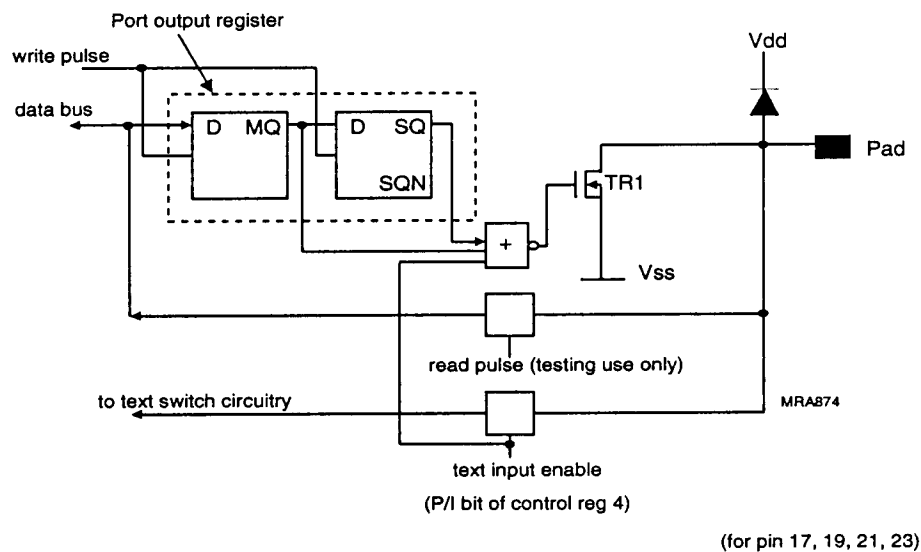 Port output register
write pulse
data bus
D MQ
D SQ
SQN
+
TR1
Vdd
Pad
Vss
read pulse (testing use only)
to text switch circuitry
MRA874
text input enable
(P/I bit of control reg 4)
(for pin 17, 19, 21, 23)